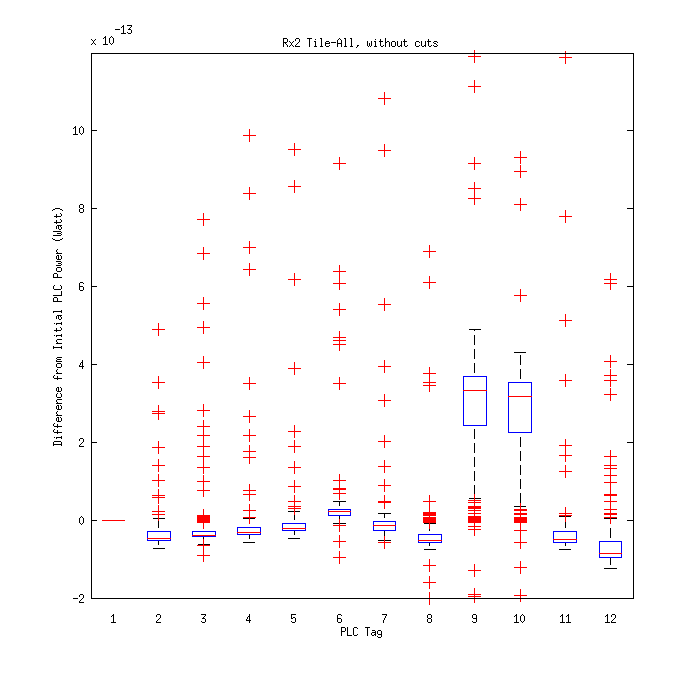 x 10^-13
Rx2 Tile-All, without cuts
Difference from Initial PLC Power (Watt)
10
8
6
4
2
0
-2
1 2 3 4 5 6 7 8 9 10 11 12
PLC Tag